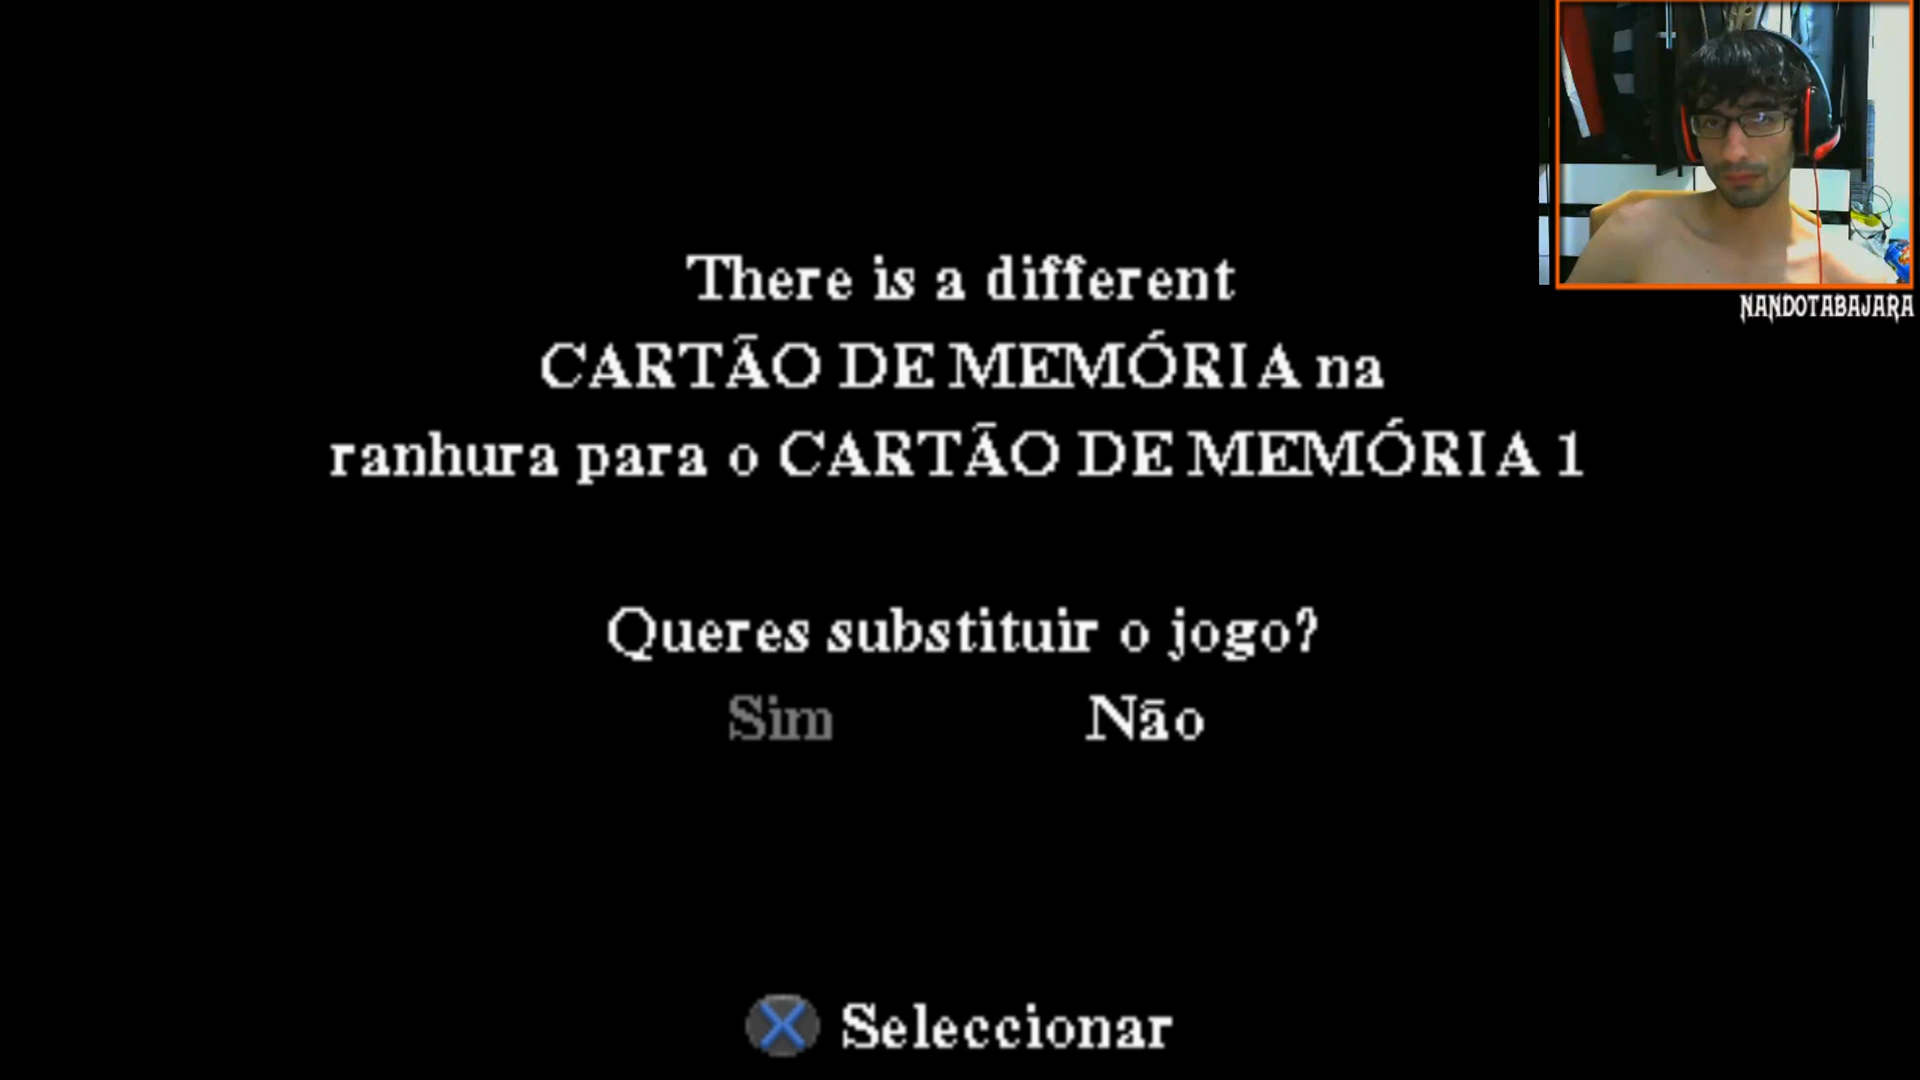 NANDOTABAJARA
There is a different
CARTÃO DE MEMÓRIA na
ranhura para o CARTÃO DE MEMÓRIA 1
Queres substituir o jogo?
Sim Não
Seleccionar